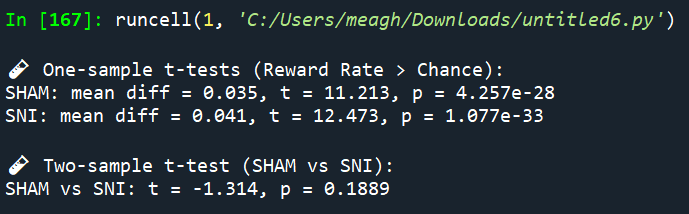 In [167]: runcell(1, 'C:/Users/meagh/Downloads/untitled6.py')
🧪 One-sample t-tests (Reward Rate > Chance):
SHAM: mean diff = 0.035, t = 11.213, p = 4.257e-28
SNI: mean diff = 0.041, t = 12.473, p = 1.077e-33
🧪 Two-sample t-test (SHAM vs SNI):
SHAM vs SNI: t = -1.314, p = 0.1889